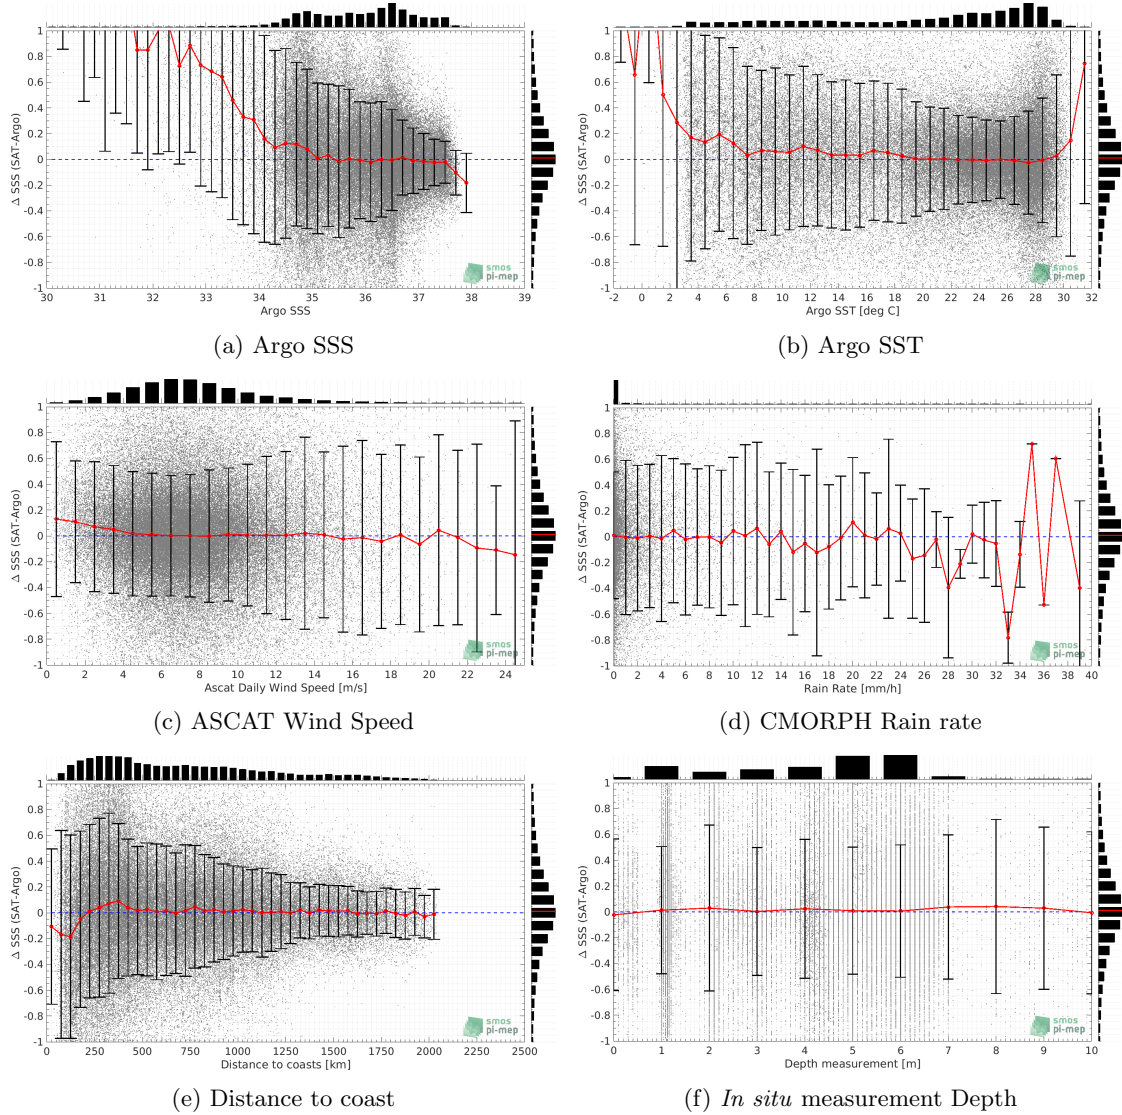 1
0.8
0.6
0.4
0.2
0
-0.2
-0.4
-0.6
-0.8
-1
Δ SSS (SAT-Argo)
smos
pi-mep
30 31 32 33 34 35 36 37 38 39
Argo SSS
(a) Argo SSS
1
0.8
0.6
0.4
0.2
0
-0.2
-0.4
-0.6
-0.8
-1
Δ SSS (SAT-Argo)
smos
pi-mep
-2 0 2 4 6 8 10 12 14 16 18 20 22 24 26 28 30 32
Argo SST [deg C]
(b) Argo SST
1
0.8
0.6
0.4
0.2
0
-0.2
-0.4
-0.6
-0.8
-1
Δ SSS (SAT-Argo)
smos
pi-mep
0 2 4 6 8 10 12 14 16 18 20 22 24
Ascat Daily Wind Speed [m/s]
(c) ASCAT Wind Speed
1
0.8
0.6
0.4
0.2
0
-0.2
-0.4
-0.6
-0.8
-1
Δ SSS (SAT-Argo)
smos
pi-mep
0 2 4 6 8 10 12 14 16 18 20 22 24 26 28 30 32 34 36 38 40
Rain Rate [mm/h]
(d) CMORPH Rain rate
1
0.8
0.6
0.4
0.2
0
-0.2
-0.4
-0.6
-0.8
-1
Δ SSS (SAT-Argo)
smos
pi-mep
0 250 500 750 1000 1250 1500 1750 2000 2250 2500
Distance to coasts [km]
(e) Distance to coast
1
0.8
0.6
0.4
0.2
0
-0.2
-0.4
-0.6
-0.8
-1
Δ SSS (SAT-Argo)
smos
pi-mep
0 1 2 3 4 5 6 7 8 9 10
Depth measurement [m]
(f) In situ measurement Depth